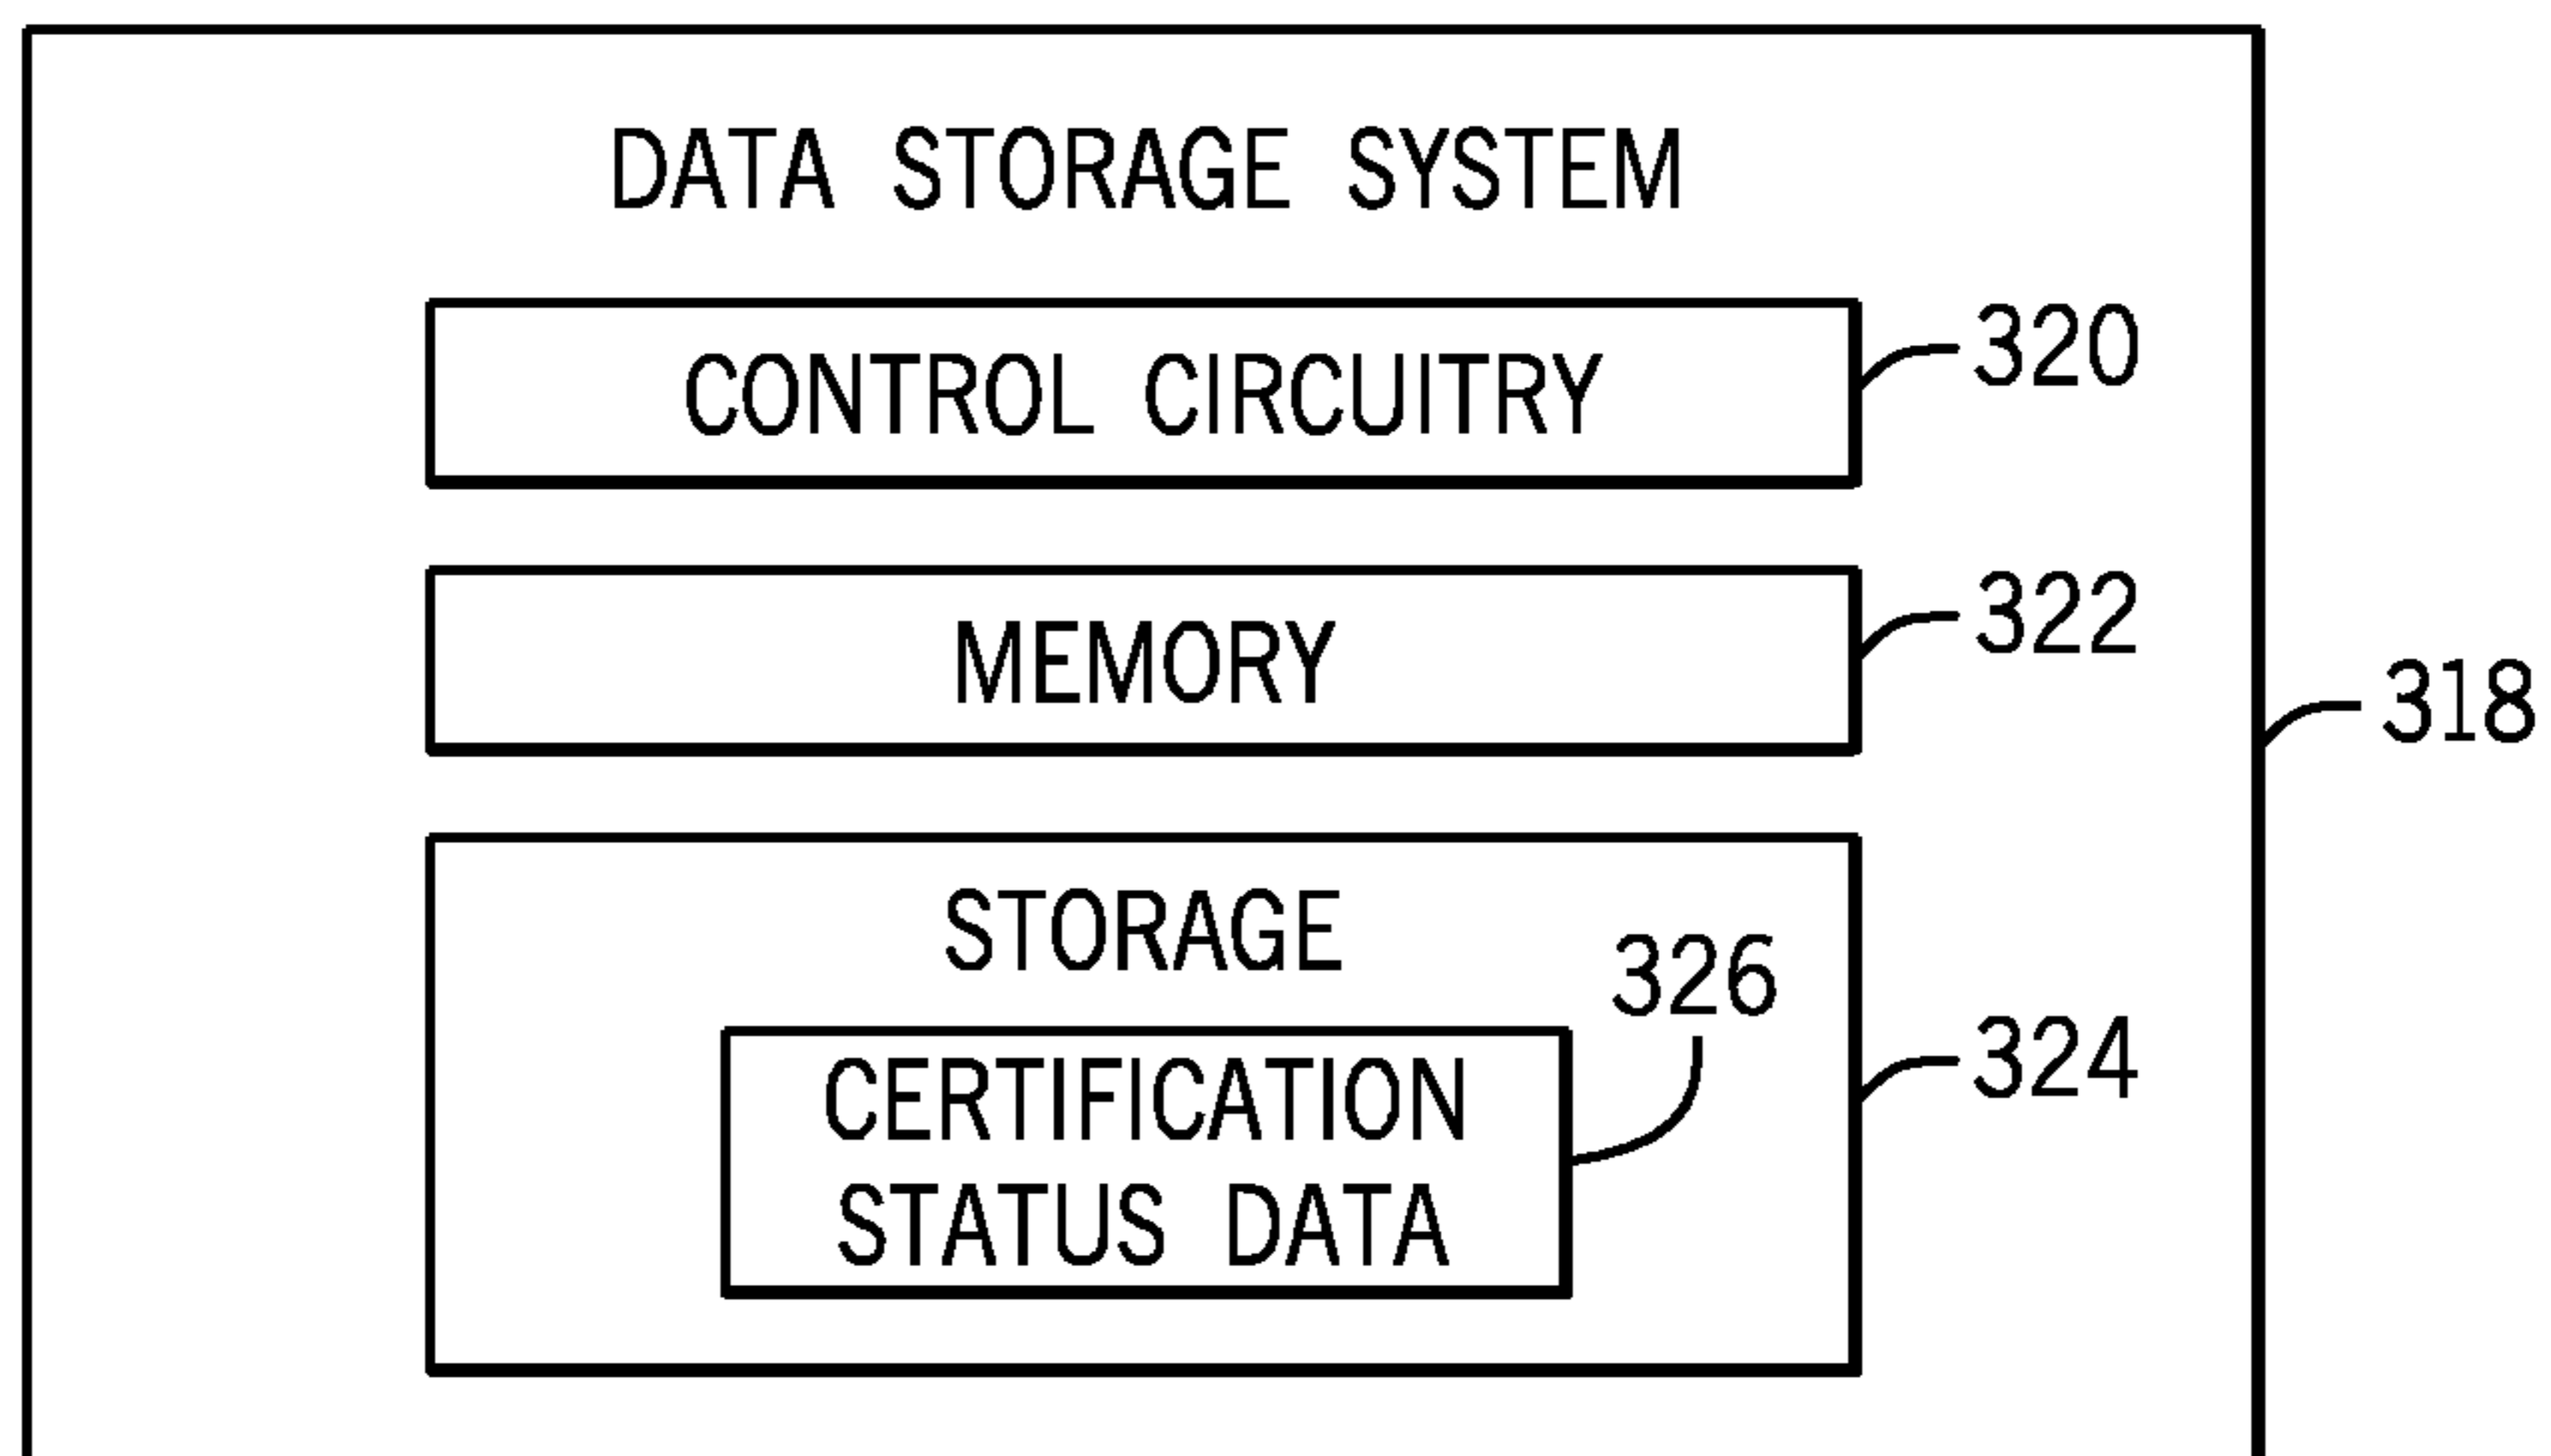 DATA STORAGE SYSTEM
CONTROL CIRCUITRY
320
MEMORY
322
318
STORAGE
326
CERTIFICATION
STATUS DATA
324